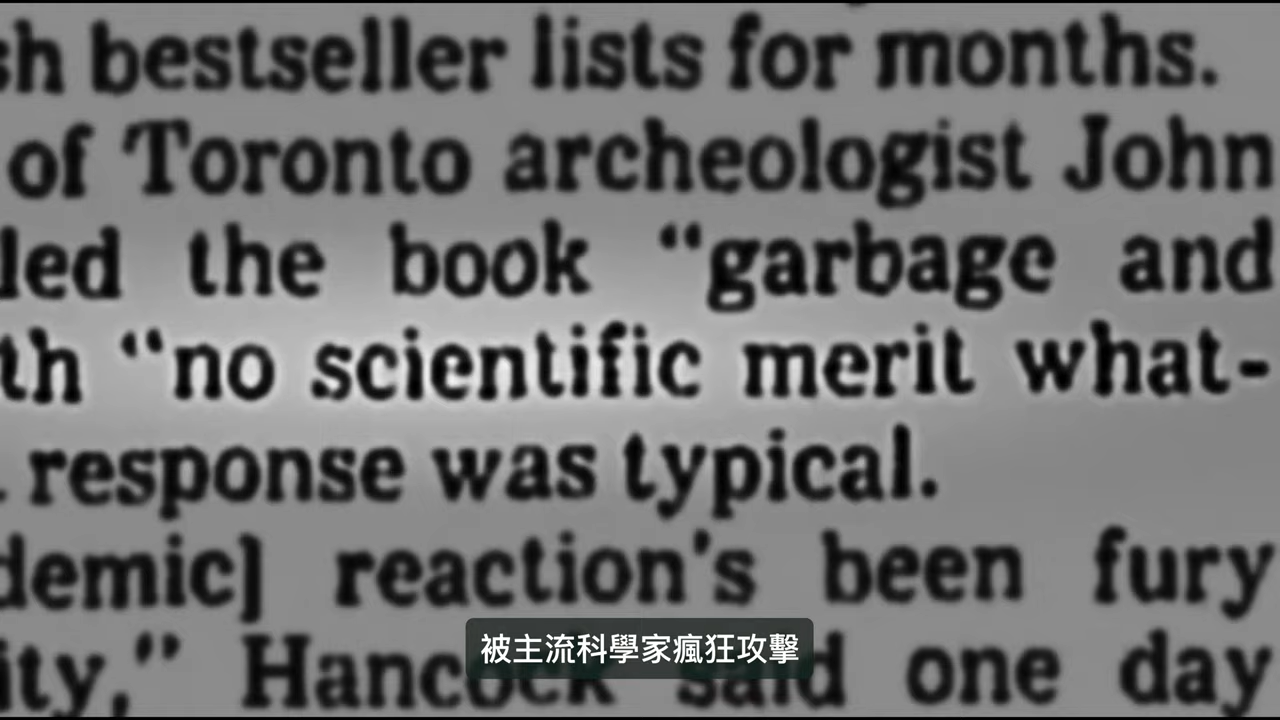 sh bestseller lists for months.
of Toronto archeologist John
led the book “garbage and
th “no scientific merit what-
response was typical.
demic] reaction's been fury
ity,” Hancock said one day
被主流科學家瘋狂攻擊